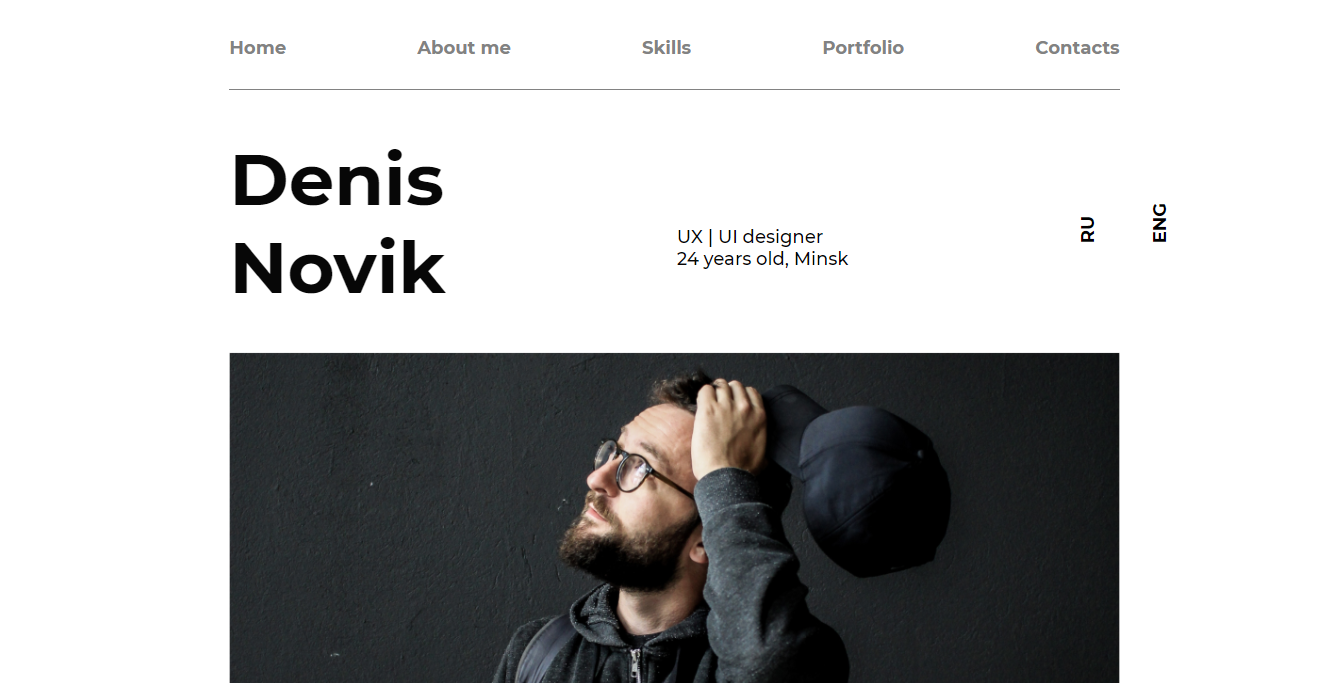 Home About me Skills Portfolio Contacts
Denis
Novik
UX | UI designer
24 years old, Minsk
RU
ENG